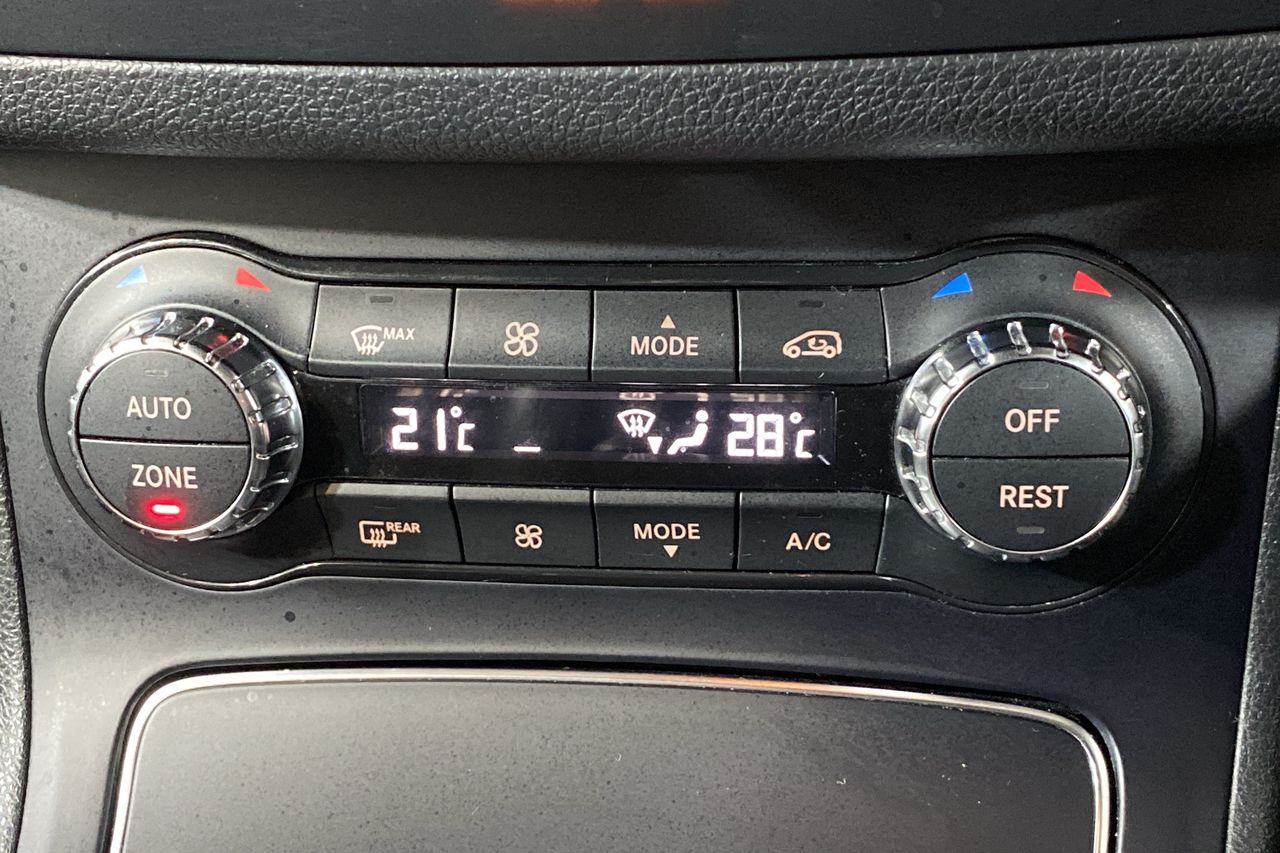 MAX
MODE
AUTO
ZONE
21°C
28°C
OFF
REST
REAR
MODE
A/C